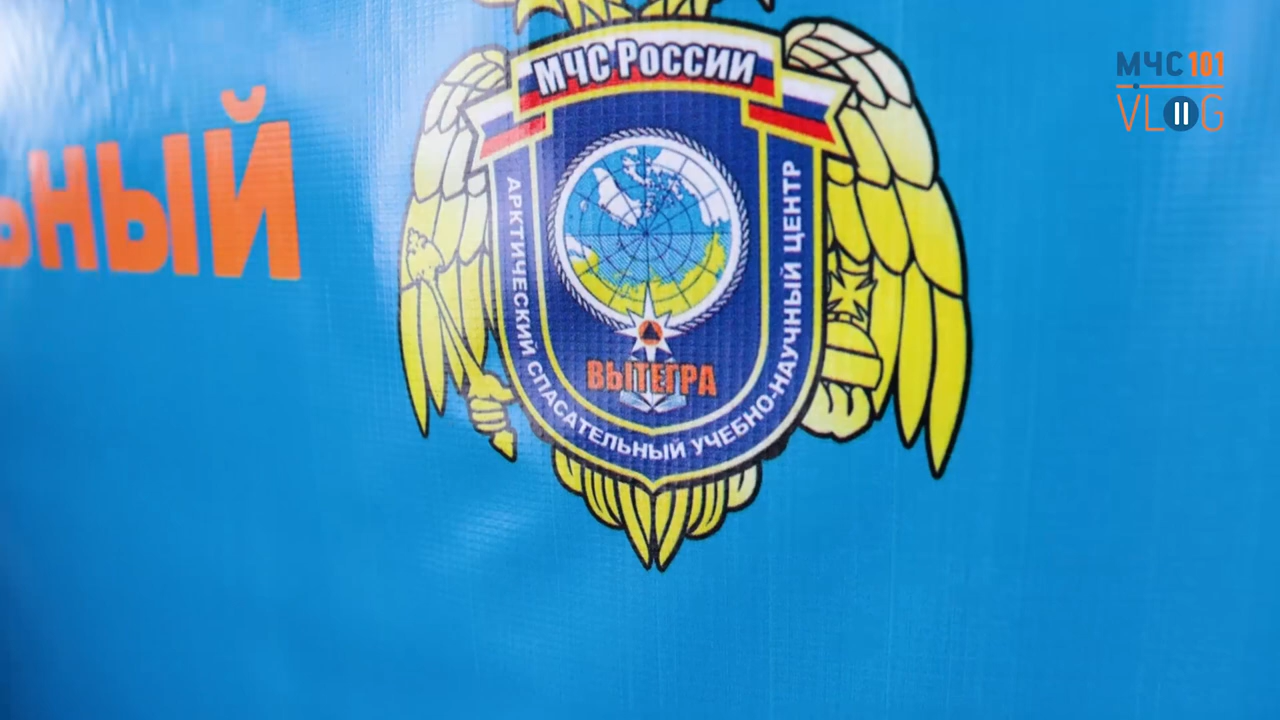 МЧС РОССИИ
АРКТИЧЕСКИЙ СПАСАТЕЛЬНЫЙ УЧЕБНО-НАУЧНЫЙ ЦЕНТР
ВЫТЕГРА
ьный
МЧС 101
VLOG